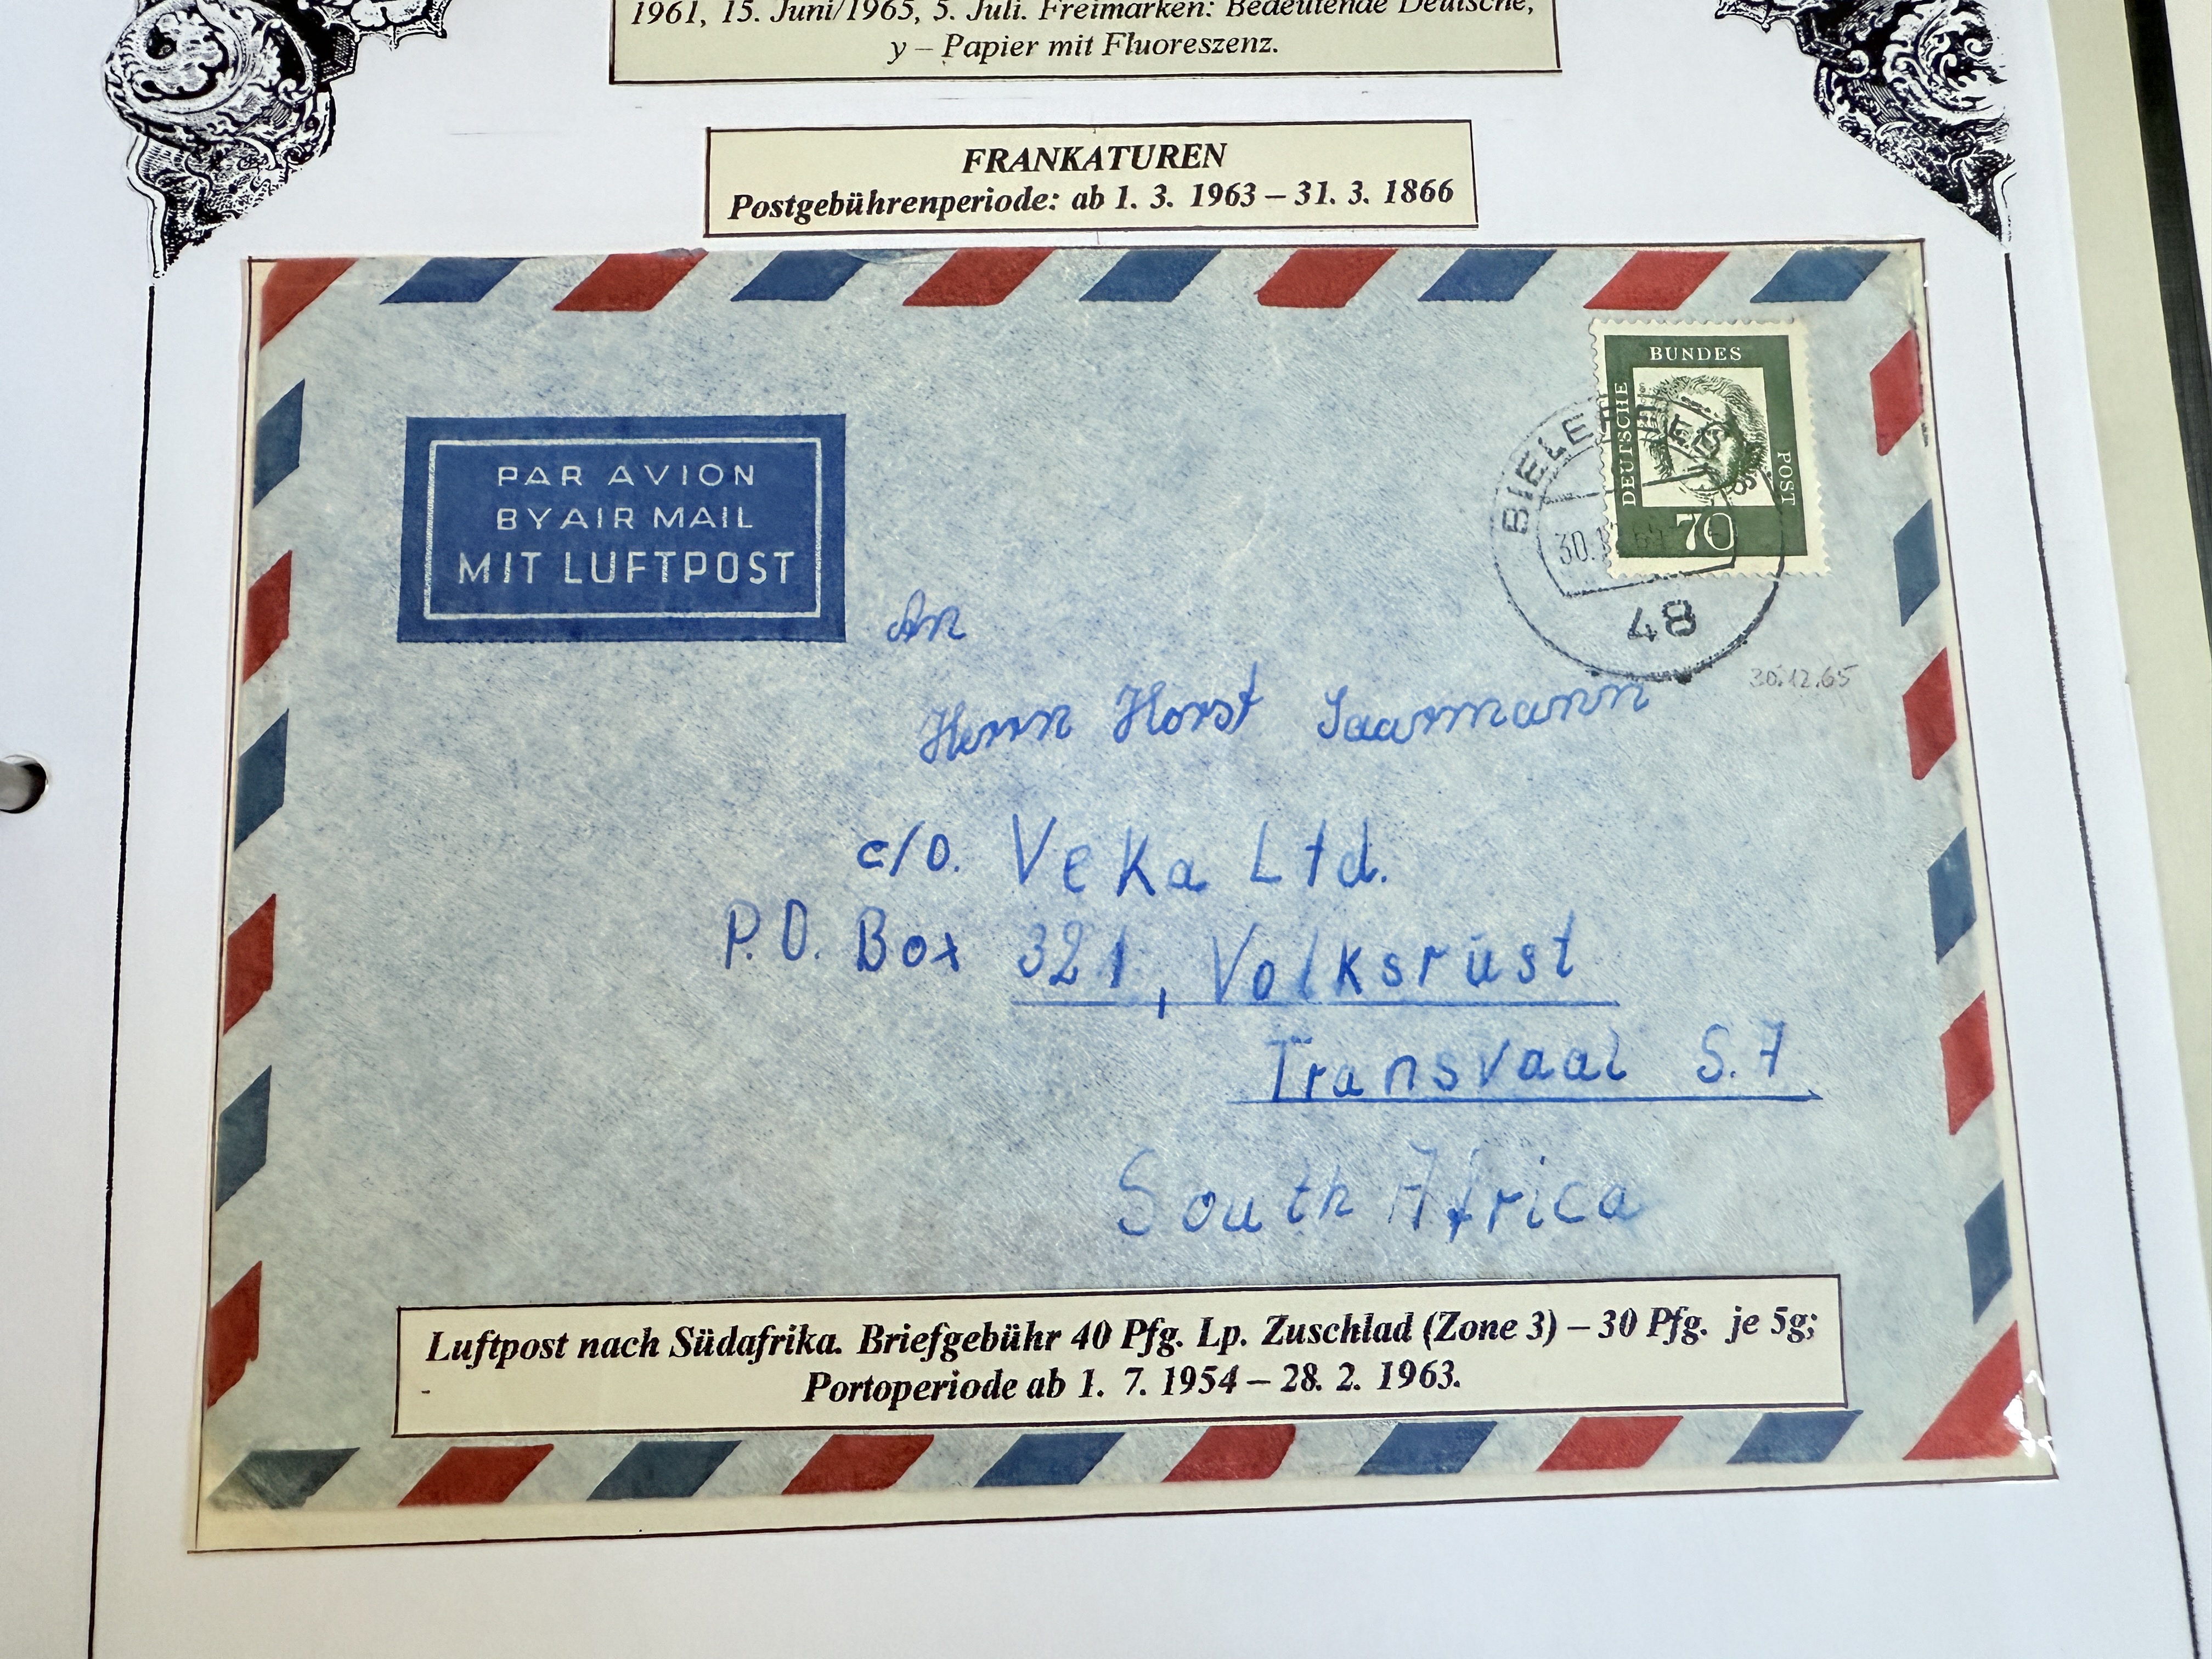 1961, 15. Juni/1965, 5. Juli. Freimarken: Bedeutende Deutsche,
y – Papier mit Fluoreszenz.
FRANKATUREN
Postgebührenperiode: ab 1. 3. 1963 – 31. 3. 1866
BUNDES
DEUTSCHE
POST
70
BIELEFELD
30.
48
30.12.65
PAR AVION
BY AIR MAIL
MIT LUFTPOST
An
Herrn Horst Saarmann
c/o. Veka Ltd.
P.O. Box 321, Volksrust
Transvaal S.A
South Africa
Luftpost nach Südafrika. Briefgebühr 40 Pfg. Lp. Zuschlad (Zone 3) – 30 Pfg. je 5g;
Portoperiode ab 1. 7. 1954 – 28. 2. 1963.